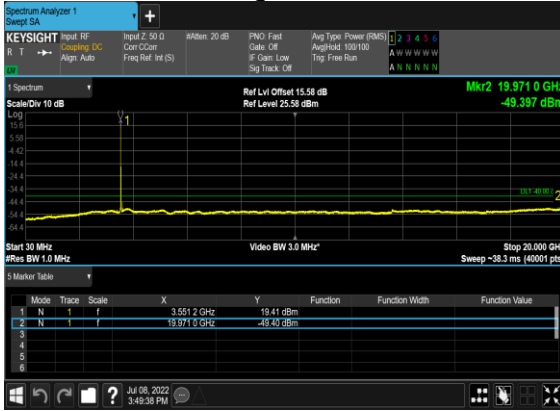 Spectrum Analyzer 1
Swept SA
+
KEYSIGHT Input: RF Input Z: 50 Ω #Atten: 20 dB PNO: Fast Avg Type: Power (RMS) 1 2 3 4 5 6
R T Coupling: DC Corr CCorr Gate: Off Avg|Hold: 100/100 A W W W W W
Align: Auto Freq Ref: Int (S) IF Gain: Low Trig: Free Run
Sig Track: Off A N N N N N
1 Spectrum
Ref Lvl Offset 15.58 dB Mkr2 19.971 0 GHz
Scale/Div 10 dB Ref Level 25.58 dBm -49.397 dBm
Log
15.6
5.58
-4.42
-14.4
-24.4
-34.4
-44.4
-54.4
-64.4
1
2
Start 30 MHz Video BW 3.0 MHz* Stop 20.000 GHz
#Res BW 1.0 MHz Sweep ~38.3 ms (40001 pts)
5 Marker Table
Mode Trace Scale X Y Function Function Width Function Value
1 N 1 f 3.551 2 GHz 19.41 dBm
2 N 1 f 19.971 0 GHz -49.40 dBm
3
4
5
6
? Jul 08, 2022
3:49:38 PM